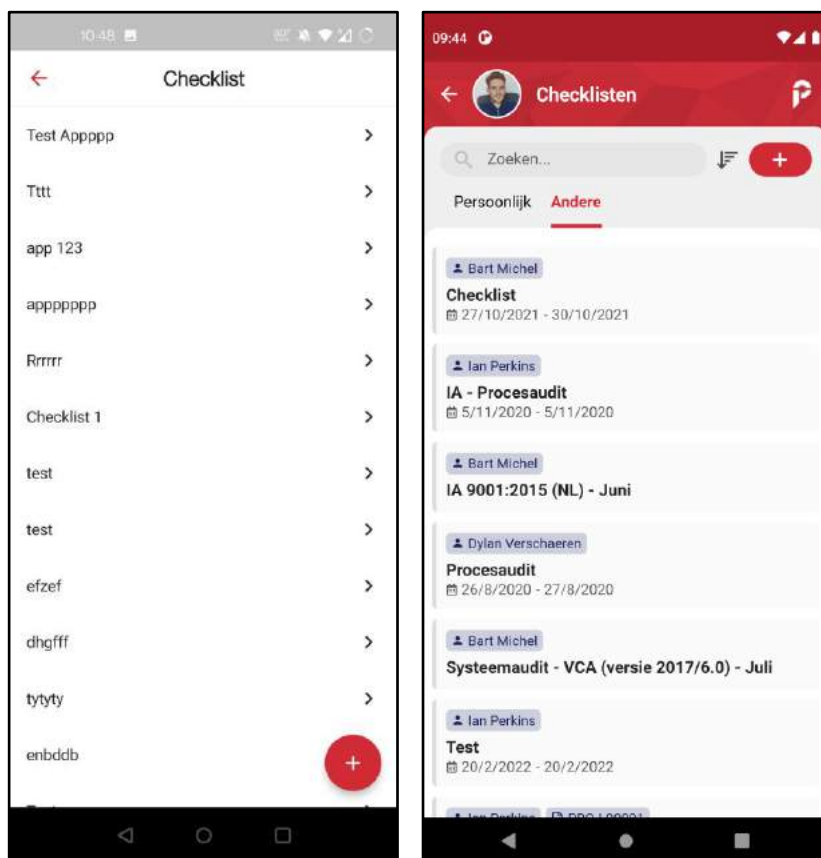 10:48
Checklist
Test Appppp
Tttt
app 123
appppppp
Rrrrrr
Checklist 1
test
test
efzef
dhgfff
tytyty
enbddb
09:44
Checklisten
Zoeken...
Persoonlijk Andere
Bart Michel
Checklist
27/10/2021 - 30/10/2021
Ian Perkins
IA - Procesaudit
5/11/2020 - 5/11/2020
Bart Michel
IA 9001:2015 (NL) - Juni
Dylan Verschaeren
Procesaudit
26/8/2020 - 27/8/2020
Bart Michel
Systeemaudit - VCA (versie 2017/6.0) - Juli
Ian Perkins
Test
20/2/2022 - 20/2/2022
Ian Perkins